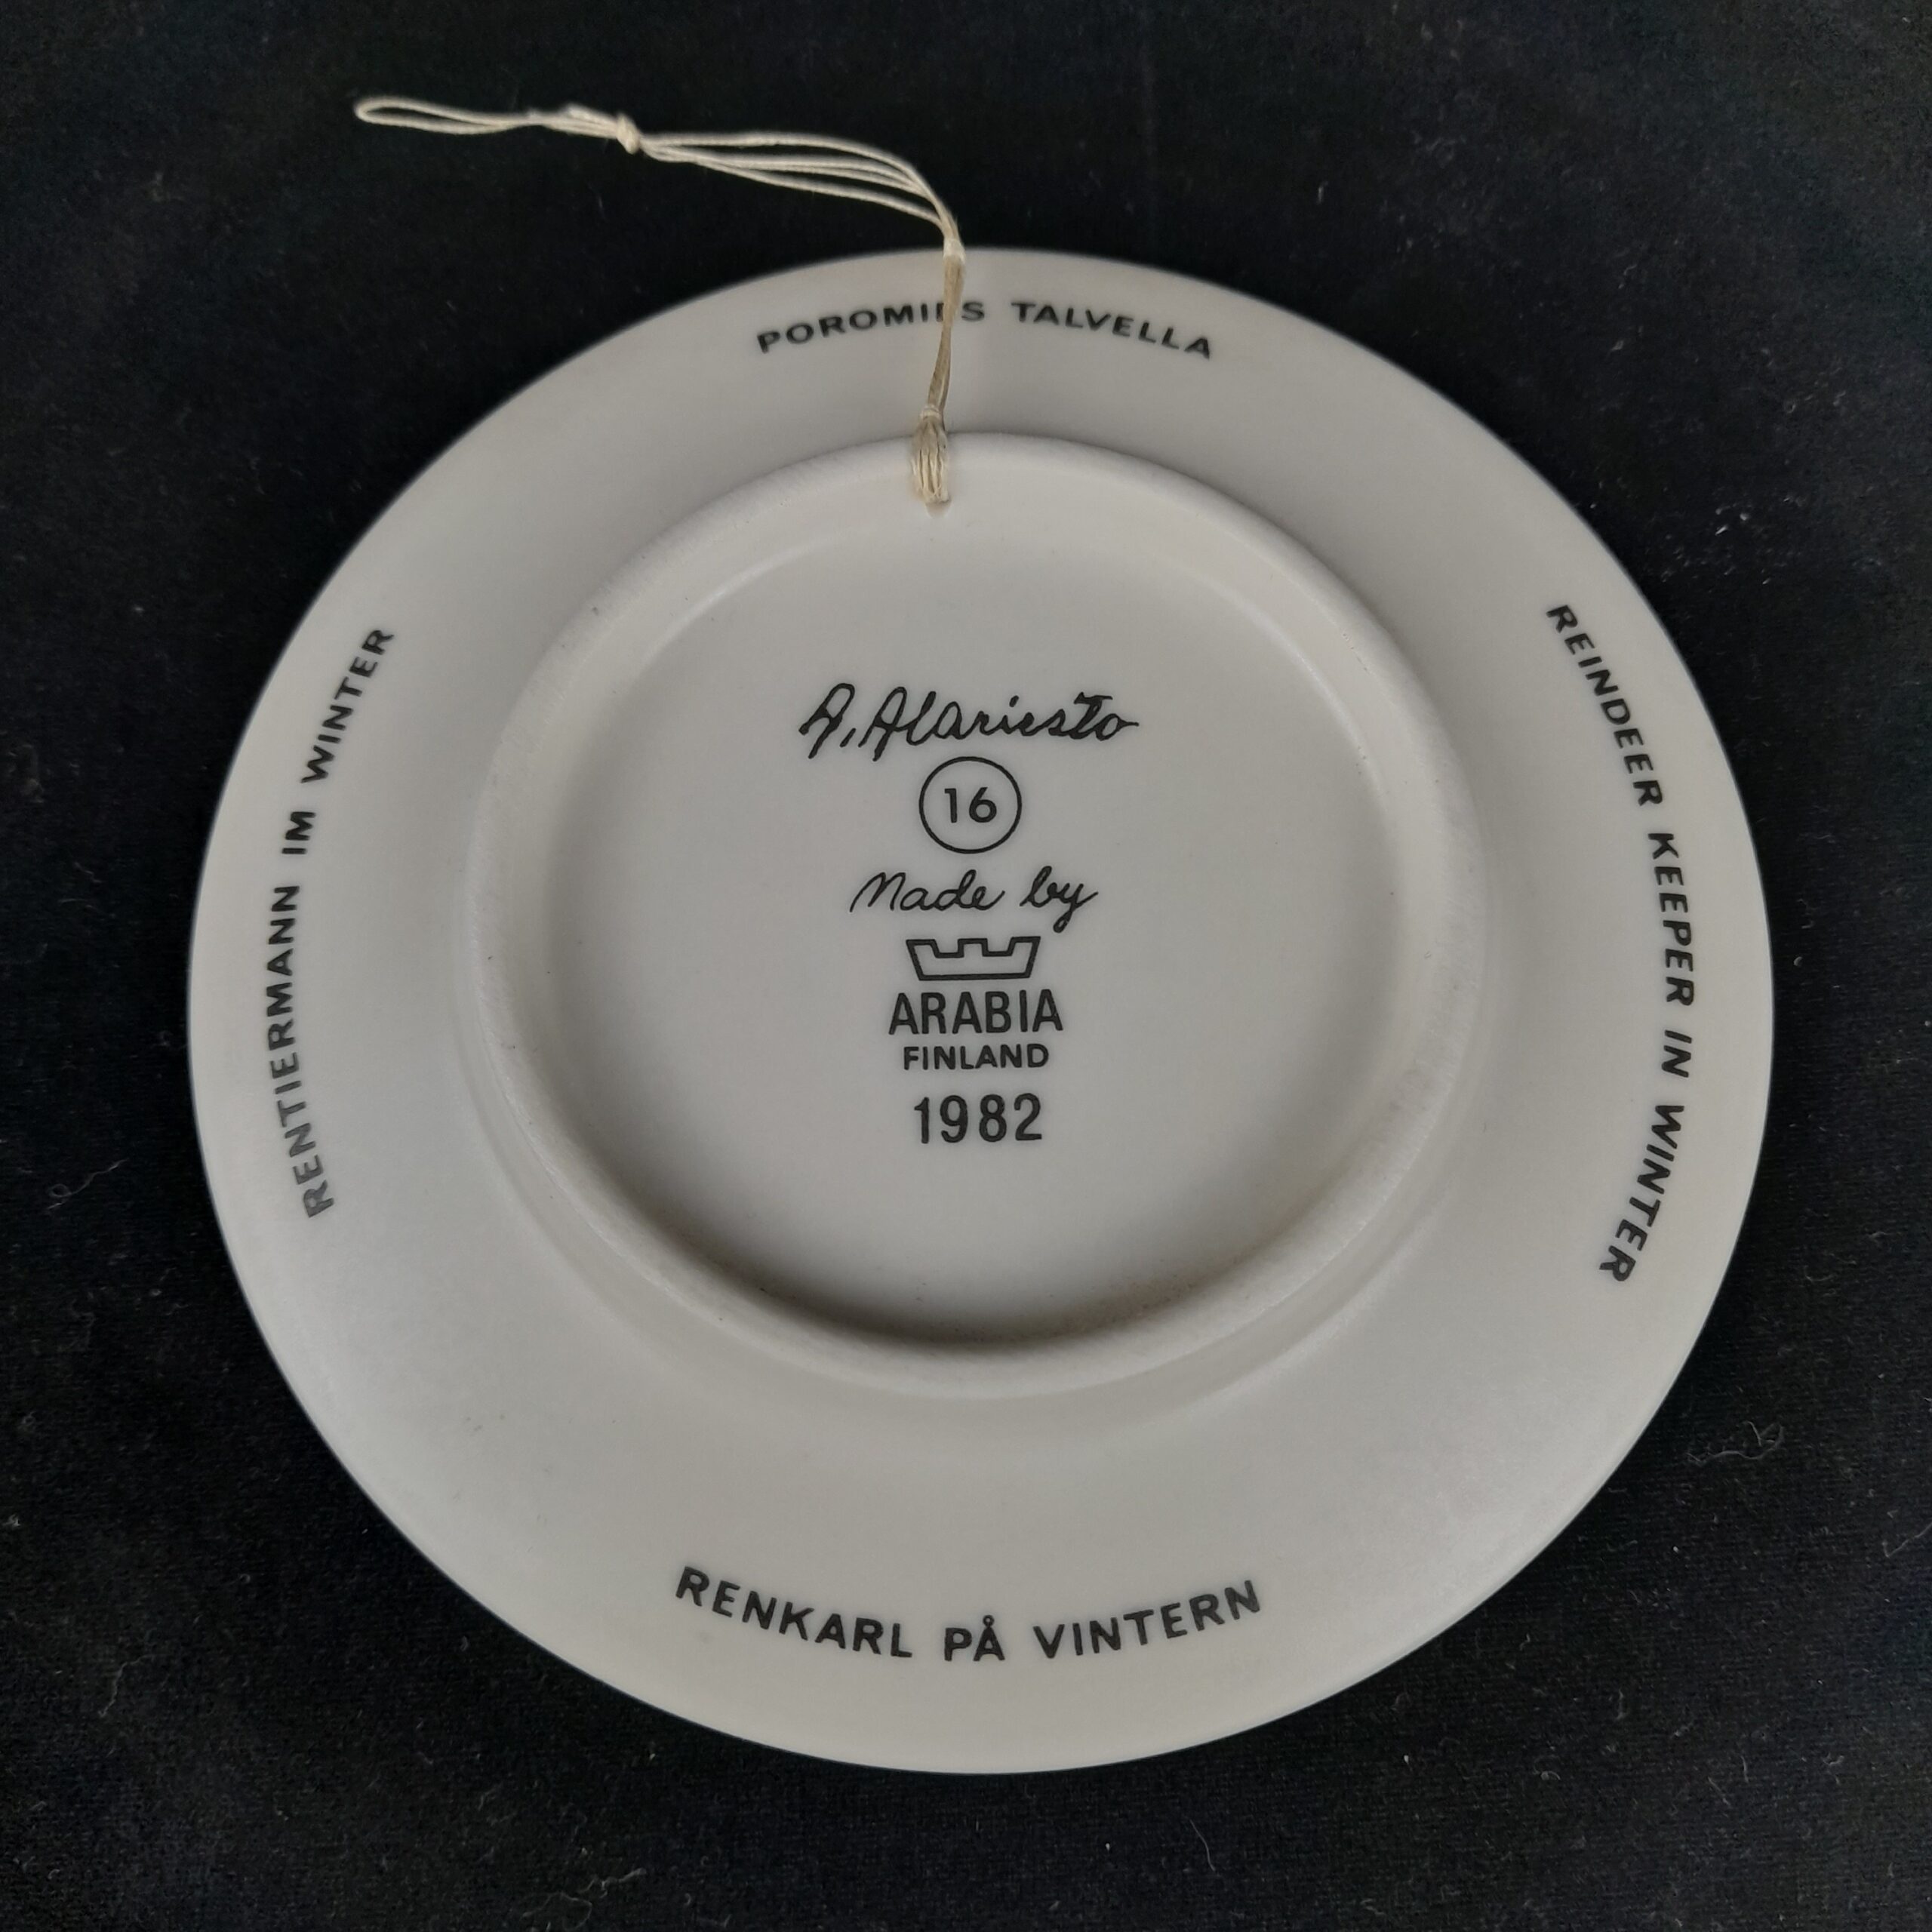 POROMIES TALVELLA
REINDEER KEEPER IN WINTER
RENKARL PÅ VINTERN
RENTIERMANN IM WINTER
A. Alariesto
16
Made by
ARABIA
FINLAND
1982